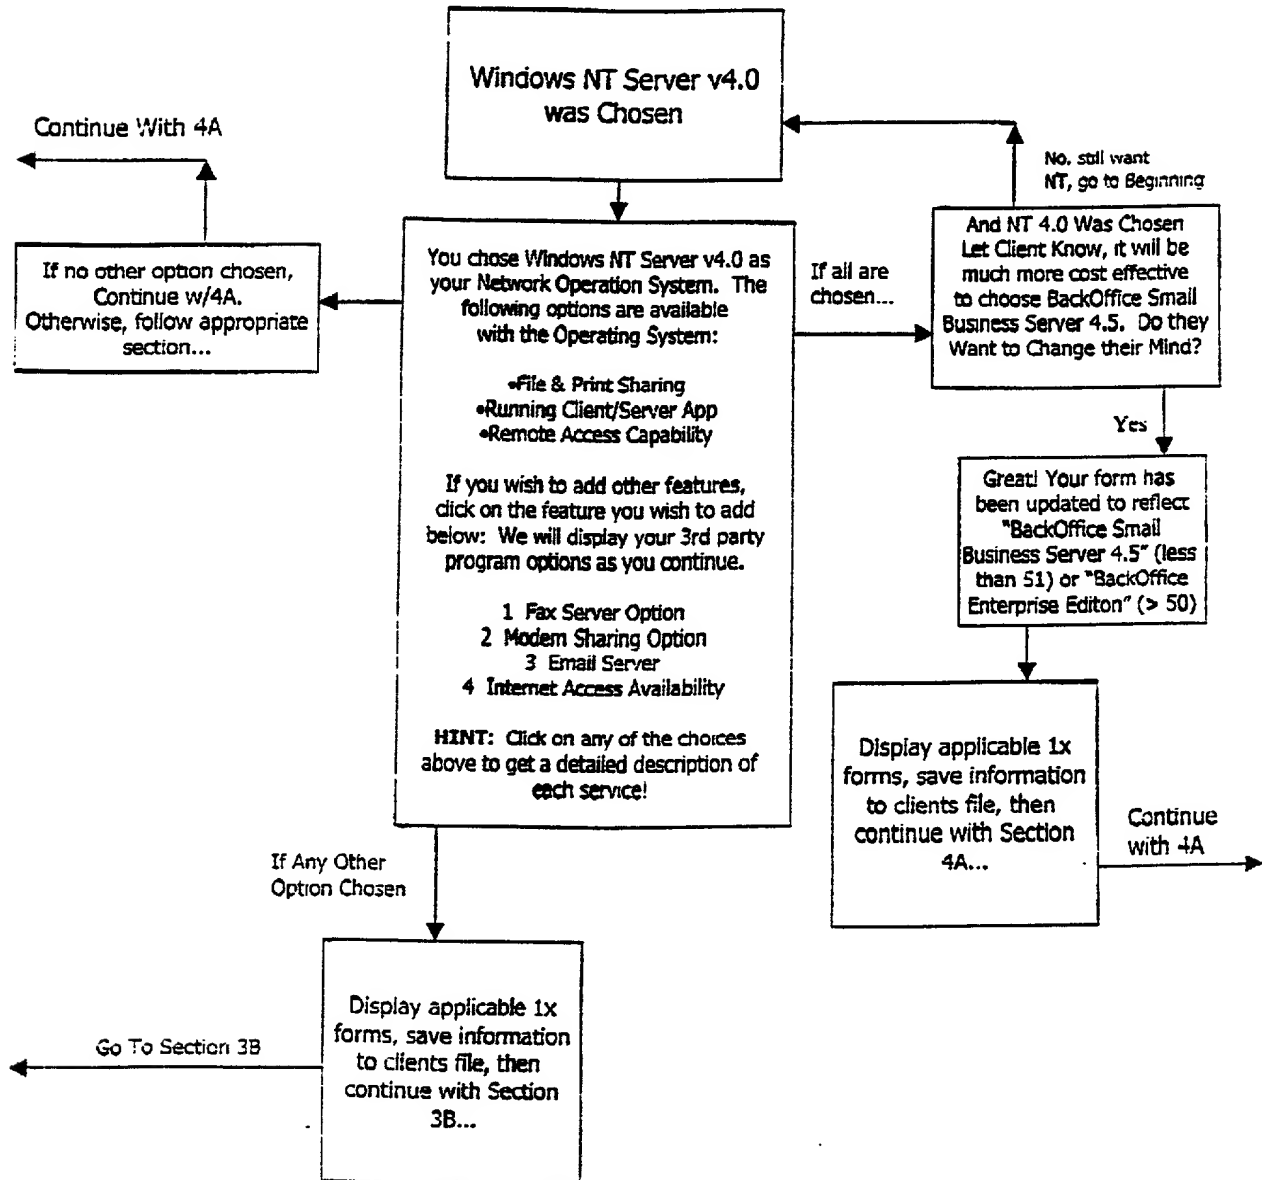 Windows NT Server v4.0
was Chosen
Continue With 4A
No, still want
NT, go to Beginning
If no other option chosen,
Continue w/4A.
Otherwise, follow appropriate
section...
You chose Windows NT Server v4.0 as
your Network Operation System. The
following options are available
with the Operating System:
•File & Print Sharing
•Running Client/Server App
•Remote Access Capability
If you wish to add other features,
click on the feature you wish to add
below: We will display your 3rd party
program options as you continue.
1 Fax Server Option
2 Modem Sharing Option
3 Email Server
4 Internet Access Availability
HINT: Click on any of the choices
above to get a detailed description of
each service!
If all are
chosen...
And NT 4.0 Was Chosen
Let Client Know, it will be
much more cost effective
to choose BackOffice Small
Business Server 4.5. Do they
Want to Change their Mind?
Yes
Great! Your form has
been updated to reflect
"BackOffice Small
Business Server 4.5" (less
than 51) or "BackOffice
Enterprise Editon" (> 50)
Display applicable 1x
forms, save information
to clients file, then
continue with Section
4A...
Continue
with 4A
If Any Other
Option Chosen
Display applicable 1x
forms, save information
to clients file, then
continue with Section
3B...
Go To Section 3B